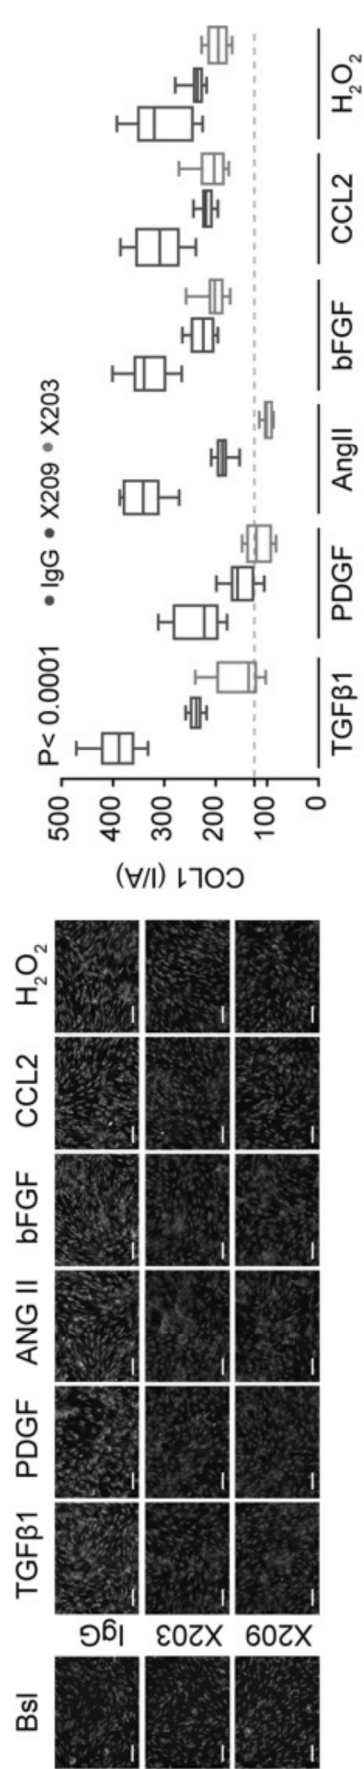 Bsl TGFβ1 PDGF ANG II bFGF CCL2 H2O2
IgG
X203
X209
P< 0.0001 • IgG • X209 • X203
COL1 (I/A)
500
400
300
200
100
0
TGFβ1 PDGF AngII bFGF CCL2 H2O2